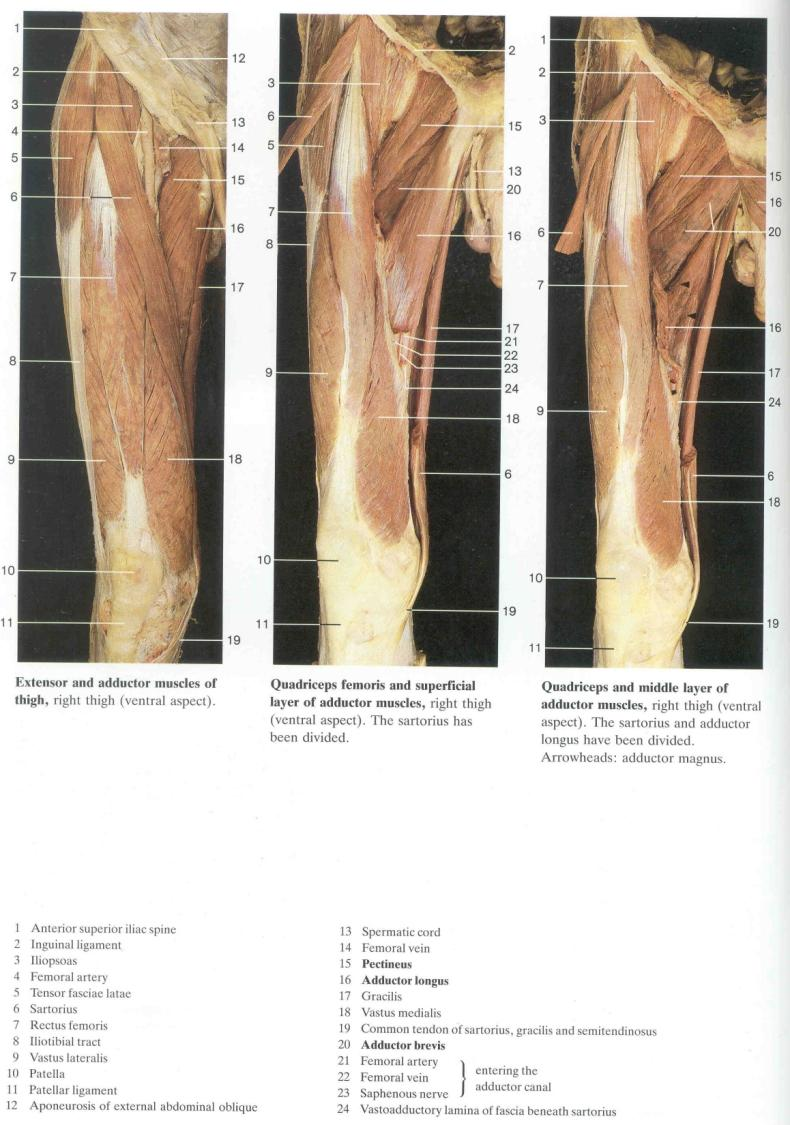 1
2
3
4
5
6
7
8
9
10
11
12
13
14
15
16
17
18
19
3
6
5
7
8
9
10
11
2
15
13
20
16
17
21
22
23
24
18
6
19
1
2
3
6
7
9
10
11
15
16
20
16
17
24
6
18
19
Extensor and adductor muscles of
thigh, right thigh (ventral aspect).
Quadriceps femoris and superficial
layer of adductor muscles, right thigh
(ventral aspect). The sartorius has
been divided.
Quadriceps and middle layer of
adductor muscles, right thigh (ventral
aspect). The sartorius and adductor
longus have been divided.
Arrowheads: adductor magnus.
1 Anterior superior iliac spine
2 Inguinal ligament
3 Iliopsoas
4 Femoral artery
5 Tensor fasciae latae
6 Sartorius
7 Rectus femoris
8 Iliotibial tract
9 Vastus lateralis
10 Patella
11 Patellar ligament
12 Aponeurosis of external abdominal oblique
13 Spermatic cord
14 Femoral vein
15 Pectineus
16 Adductor longus
17 Gracilis
18 Vastus medialis
19 Common tendon of sartorius, gracilis and semitendinosus
20 Adductor brevis
21 Femoral artery
22 Femoral vein
23 Saphenous nerve
entering the
adductor canal
24 Vastoadductory lamina of fascia beneath sartorius